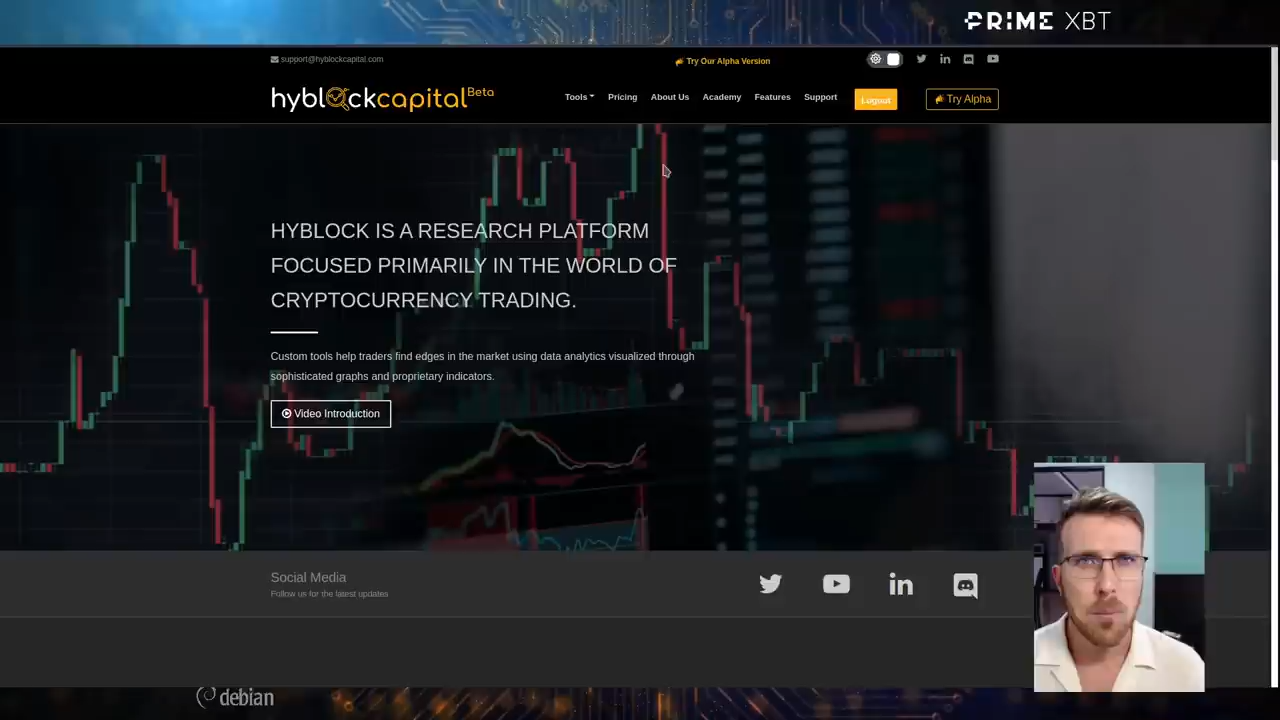 PRIME XBT
support@hyblockcapital.com
Try Our Alpha Version
hyblockcapital Beta
Tools Pricing About Us Academy Features Support Logout Try Alpha
HYBLOCK IS A RESEARCH PLATFORM
FOCUSED PRIMARILY IN THE WORLD OF
CRYPTOCURRENCY TRADING.
Custom tools help traders find edges in the market using data analytics visualized through
sophisticated graphs and proprietary indicators.
Video Introduction
Social Media
Follow us for the latest updates
debian